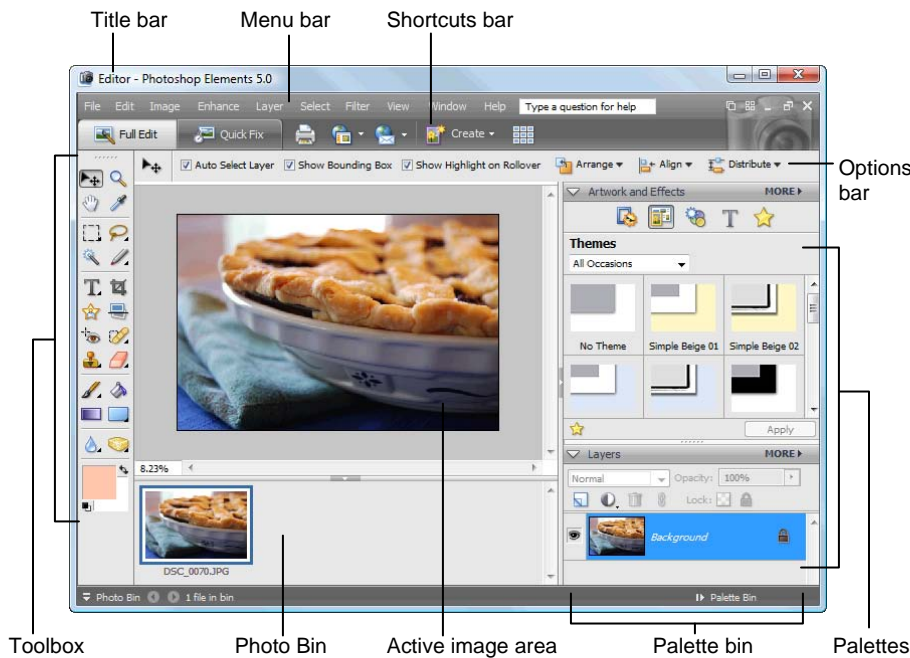 Title bar Menu bar Shortcuts bar
Editor - Photoshop Elements 5.0
File Edit Image Enhance Layer Select Filter View Window Help Type a question for help
Full Edit Quick Fix Create
Auto Select Layer Show Bounding Box Show Highlight on Rollover Arrange Align Distribute
Options
bar
Artwork and Effects MORE
Themes
All Occasions
No Theme Simple Beige 01 Simple Beige 02
Apply
Layers MORE
8.23%
Normal Opacity: 100%
Lock:
Background
DSC_0070.JPG
Photo Bin 1 file in bin Palette Bin
Toolbox Photo Bin Active image area Palette bin Palettes